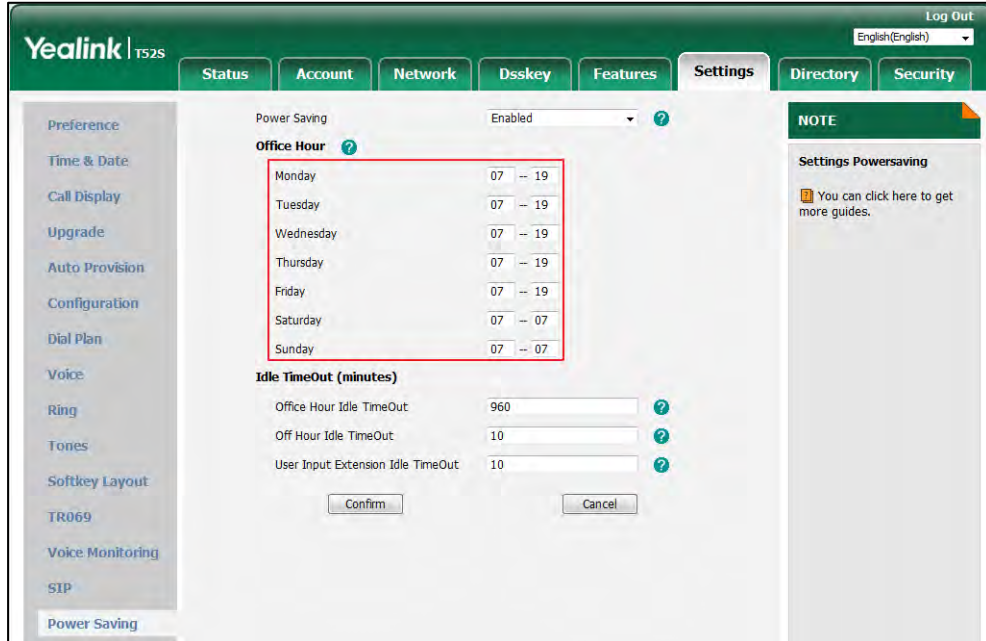 Log Out
English(English)
Yealink T52S
Status Account Network Dsskey Features Settings Directory Security
Preference
Time & Date
Call Display
Upgrade
Auto Provision
Configuration
Dial Plan
Voice
Ring
Tones
Softkey Layout
TR069
Voice Monitoring
SIP
Power Saving
Power Saving Enabled ?
Office Hour ?
Monday 07 -- 19
Tuesday 07 -- 19
Wednesday 07 -- 19
Thursday 07 -- 19
Friday 07 -- 19
Saturday 07 -- 07
Sunday 07 -- 07
Idle TimeOut (minutes)
Office Hour Idle TimeOut 960 ?
Off Hour Idle TimeOut 10 ?
User Input Extension Idle TimeOut 10 ?
Confirm Cancel
NOTE
Settings Powersaving
? You can click here to get
more guides.